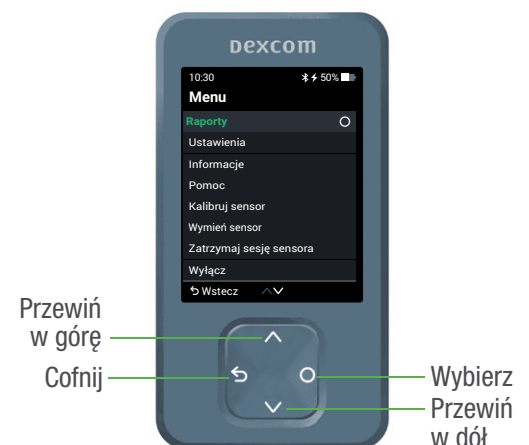 Dexcom
10:30 50%
Menu
Raporty
Ustawienia
Informacje
Pomoc
Kalibruj sensor
Wymień sensor
Zatrzymaj sesję sensora
Wyłącz
Wstecz
Przewiń
w górę
Cofnij
Wybierz
Przewiń
w dół